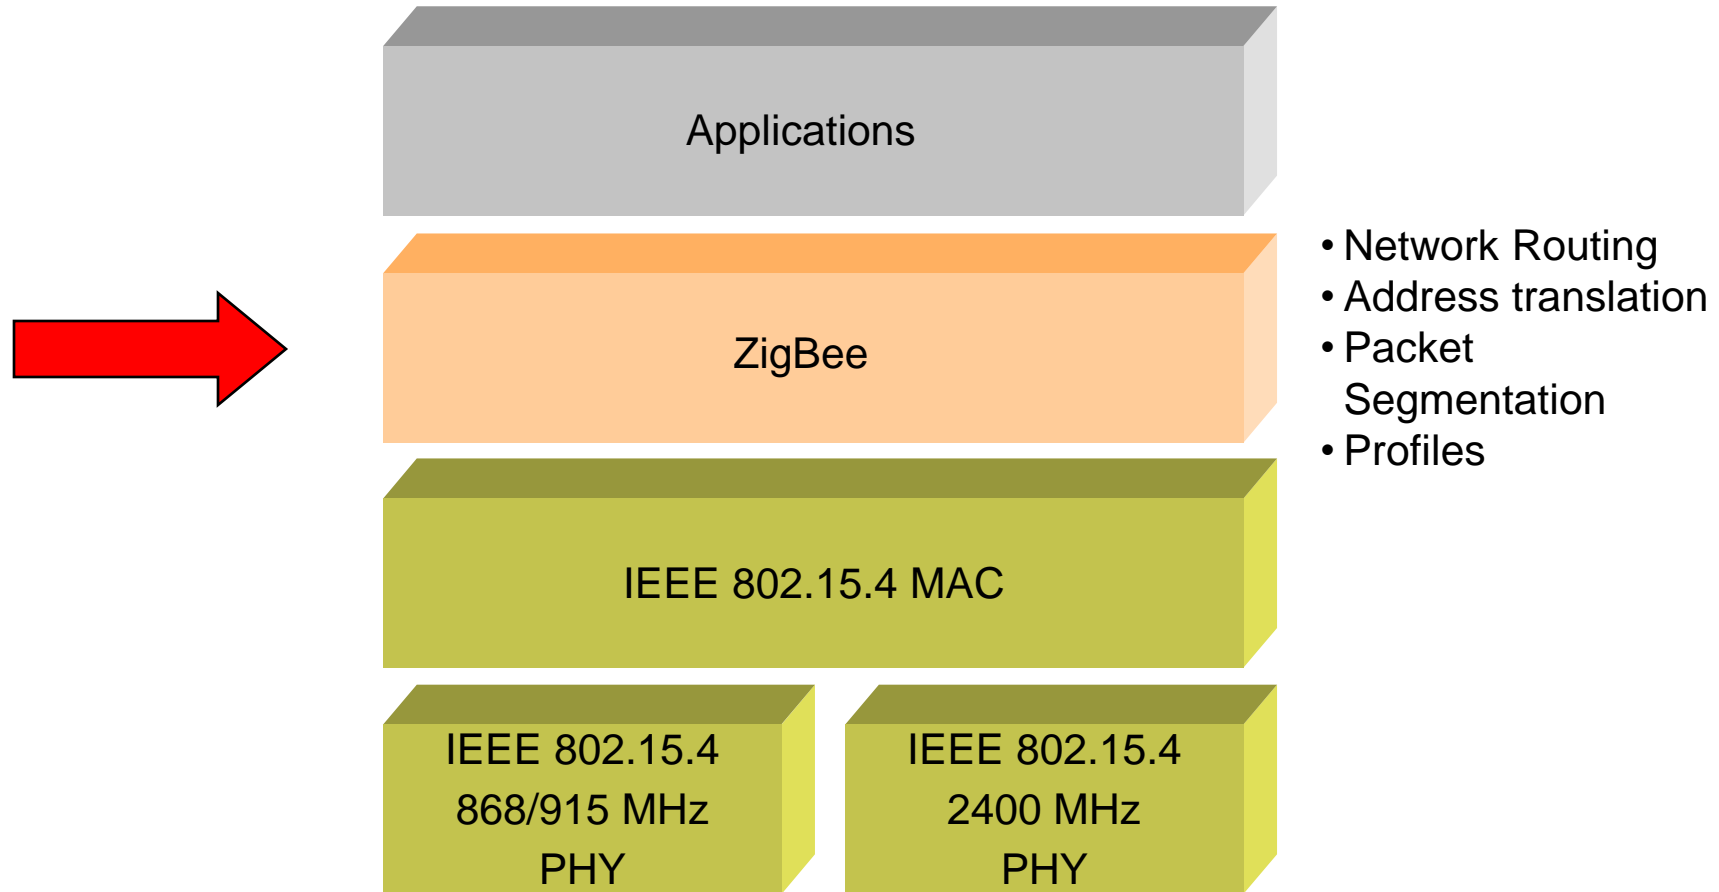 Applications
ZigBee
• Network Routing
• Address translation
• Packet
Segmentation
• Profiles
IEEE 802.15.4 MAC
IEEE 802.15.4
868/915 MHz
PHY
IEEE 802.15.4
2400 MHz
PHY